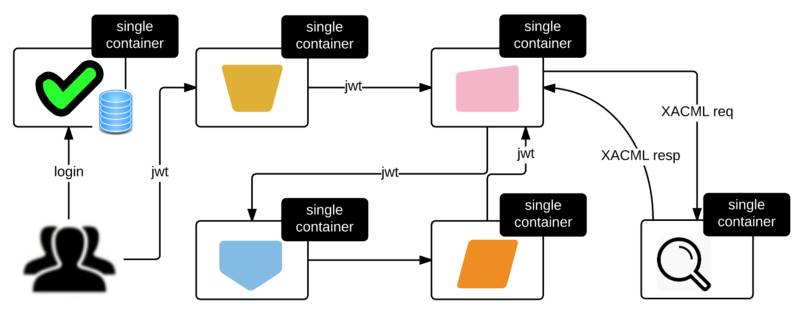 single
container
single
container
single
container
jwt
XACML req
XACML resp
jwt
login
jwt
jwt
single
container
single
container
single
container